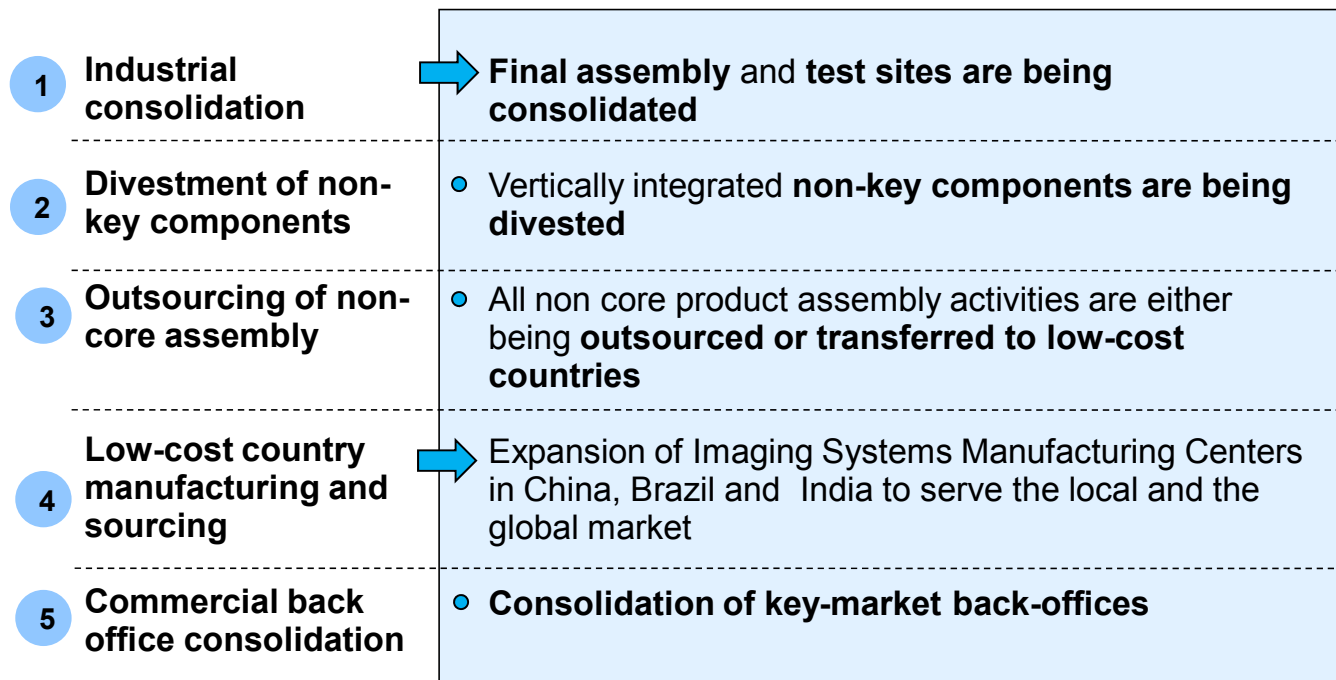 1
Industrial
consolidation
Final assembly and test sites are being
consolidated
2
Divestment of non-
key components
Vertically integrated non-key components are being
divested
3
Outsourcing of non-
core assembly
All non core product assembly activities are either
being outsourced or transferred to low-cost
countries
4
Low-cost country
manufacturing and
sourcing
Expansion of Imaging Systems Manufacturing Centers
in China, Brazil and  India to serve the local and the
global market
5
Commercial back
office consolidation
Consolidation of key-market back-offices